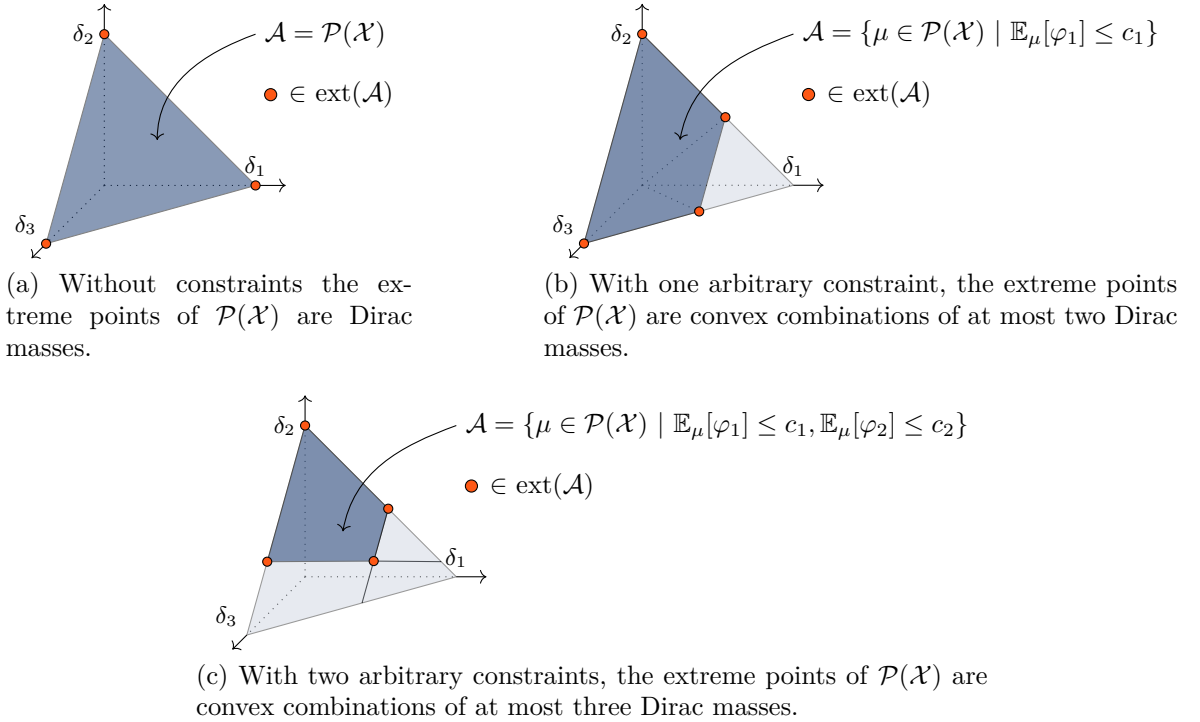 δ₂
𝒜 = 𝒫(𝒳)
∈ ext(𝒜)
δ₁
δ₃
(a) Without constraints the ex-
treme points of 𝒫(𝒳) are Dirac
masses.
δ₂
𝒜 = {μ ∈ 𝒫(𝒳) | 𝔼_μ[φ₁] ≤ c₁}
∈ ext(𝒜)
δ₁
δ₃
(b) With one arbitrary constraint, the extreme points
of 𝒫(𝒳) are convex combinations of at most two Dirac
masses.
δ₂
𝒜 = {μ ∈ 𝒫(𝒳) | 𝔼_μ[φ₁] ≤ c₁, 𝔼_μ[φ₂] ≤ c₂}
∈ ext(𝒜)
δ₁
δ₃
(c) With two arbitrary constraints, the extreme points of 𝒫(𝒳) are
convex combinations of at most three Dirac masses.